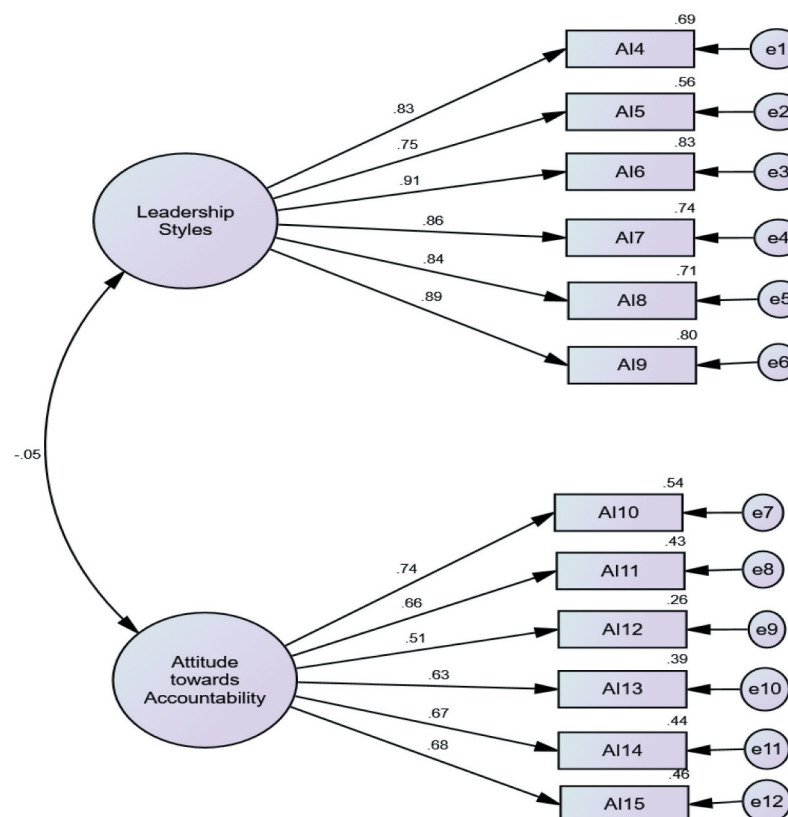 .69
AI4
e1
.83
.56
AI5
e2
.75
.83
AI6
e3
.91
Leadership
Styles
.74
AI7
e4
.86
.71
AI8
e5
.84
.80
AI9
e6
.89
-.05
.54
AI10
e7
.74
.43
AI11
e8
.66
.26
AI12
e9
.51
Attitude
towards
Accountability
.39
AI13
e10
.63
.44
AI14
e11
.67
.46
AI15
e12
.68